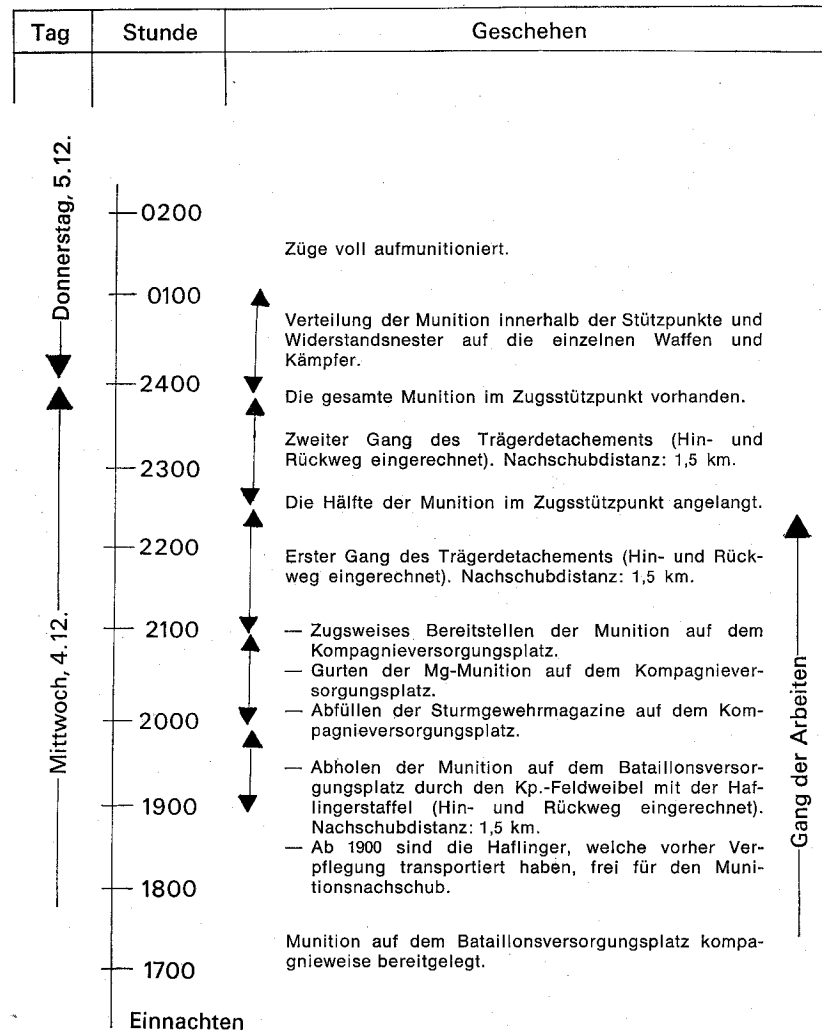 Tag
Stunde
Geschehen
Donnerstag, 5.12.
Mittwoch, 4.12.
0200
Züge voll aufmunitioniert.
0100
Verteilung der Munition innerhalb der Stützpunkte und
Widerstandsnester auf die einzelnen Waffen und
Kämpfer.
2400
Die gesamte Munition im Zugsstützpunkt vorhanden.
Zweiter Gang des Trägerdetachements (Hin- und
Rückweg eingerechnet). Nachschubdistanz: 1,5 km.
2300
Die Hälfte der Munition im Zugsstützpunkt angelangt.
2200
Erster Gang des Trägerdetachements (Hin- und Rück-
weg eingerechnet). Nachschubdistanz: 1,5 km.
2100
— Zugsweises Bereitstellen der Munition auf dem
Kompagnieversorgungsplatz.
— Gurten der Mg-Munition auf dem Kompagniever-
sorgungsplatz.
2000
— Abfüllen der Sturmgewehrmagazine auf dem Kom-
pagnieversorgungsplatz.
— Abholen der Munition auf dem Bataillonsversor-
gungsplatz durch den Kp.-Feldweibel mit der Haf-
lingerstaffel (Hin- und Rückweg eingerechnet).
Nachschubdistanz: 1,5 km.
1900
— Ab 1900 sind die Haflinger, welche vorher Ver-
pflegung transportiert haben, frei für den Muni-
tionsnachschub.
1800
Munition auf dem Bataillonsversorgungsplatz kompa-
gnieweise bereitgelegt.
1700
Einnachten
Gang der Arbeiten